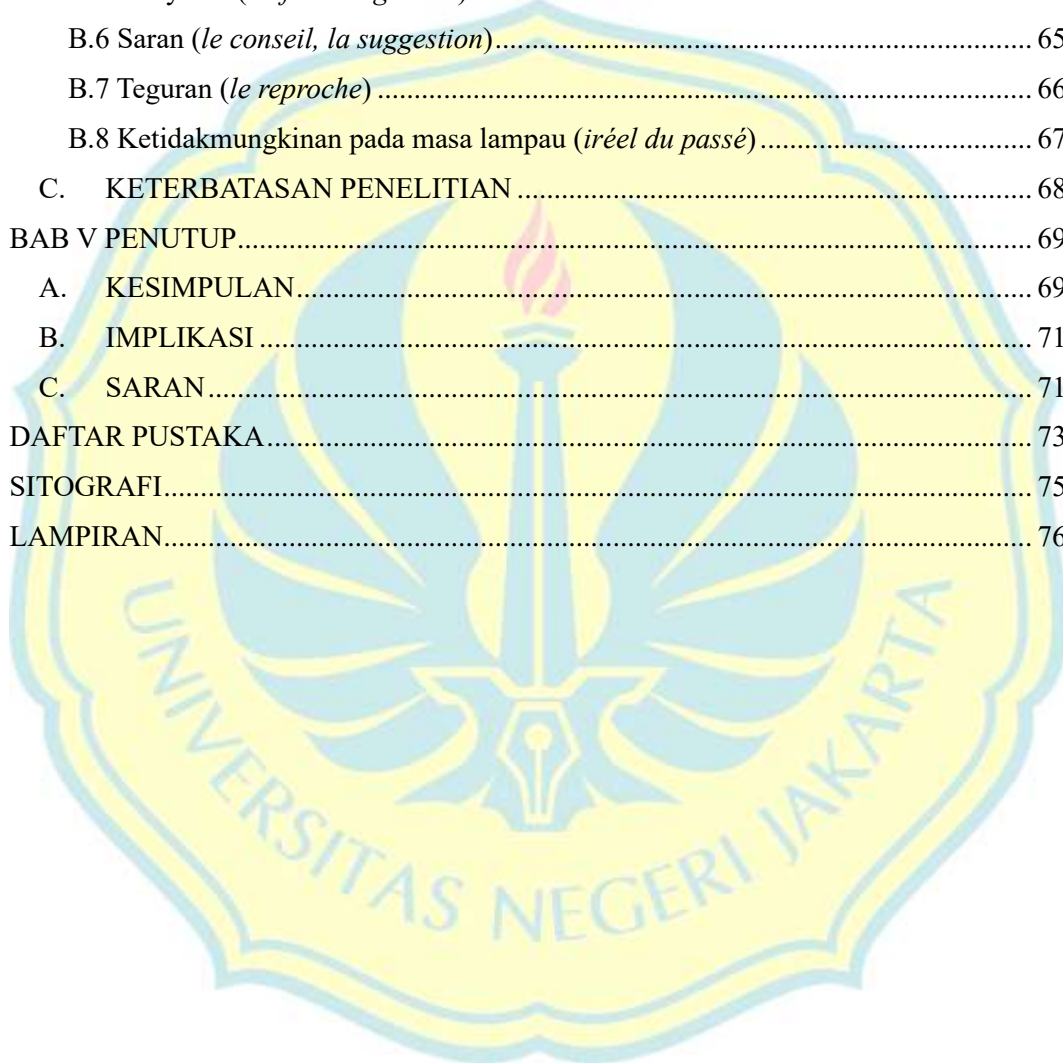 B.6 Saran (le conseil, la suggestion)........ 65
B.7 Teguran (le reproche)........ 66
B.8 Ketidakmungkinan pada masa lampau (iréel du passé)........ 67
C. KETERBATASAN PENELITIAN........ 68
BAB V PENUTUP........ 69
A. KESIMPULAN........ 69
B. IMPLIKASI........ 71
C. SARAN........ 71
DAFTAR PUSTAKA........ 73
SITOGRAFI........ 75
LAMPIRAN........ 76
UNIVERSITAS NEGERI JAKARTA